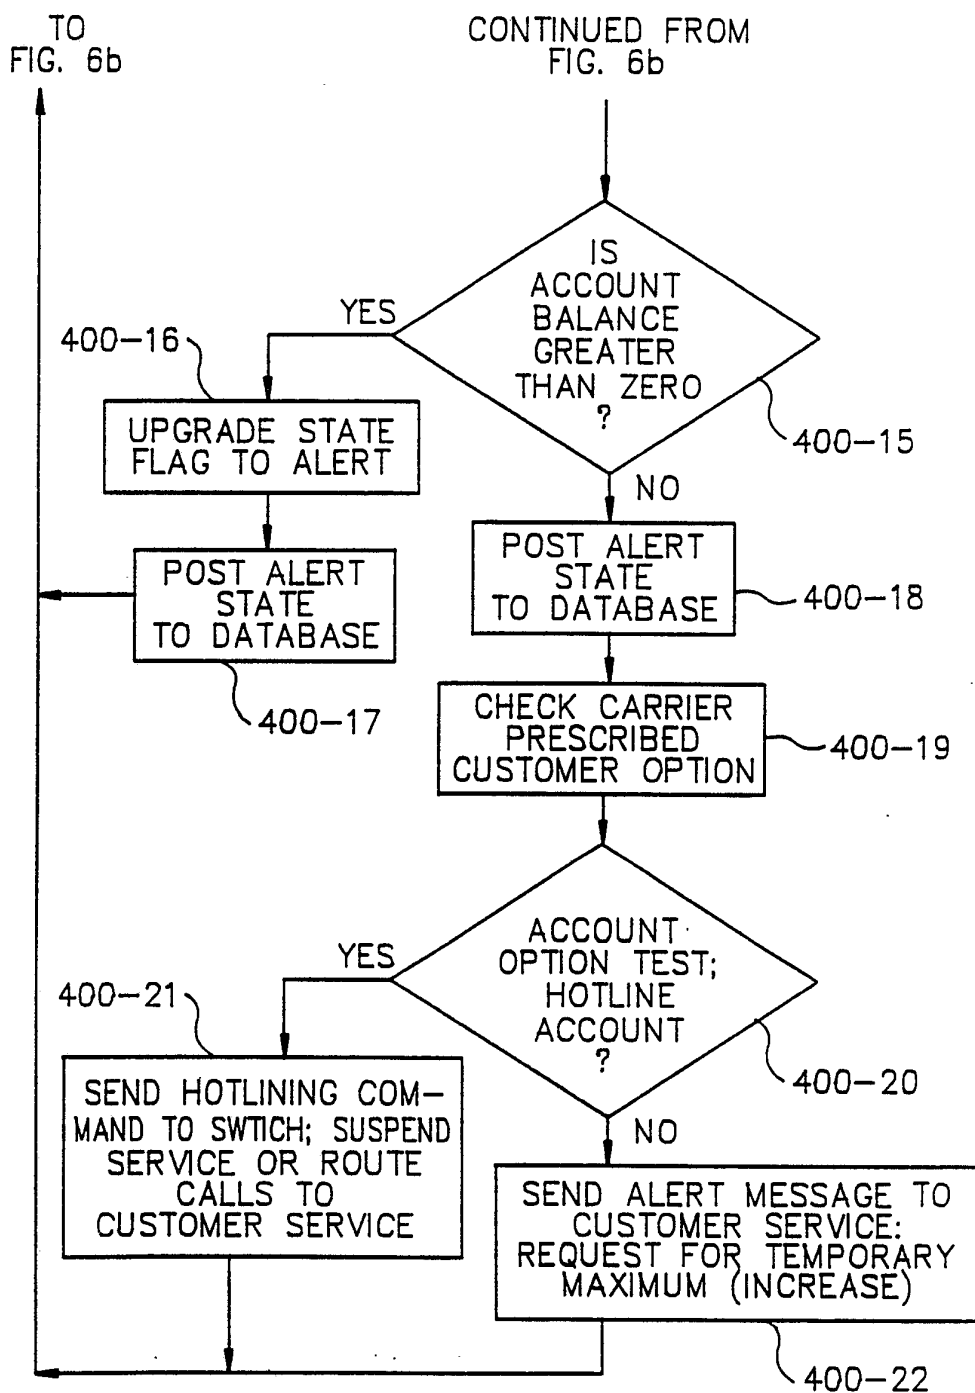 TO
FIG. 6b
CONTINUED FROM
FIG. 6b
IS
ACCOUNT
BALANCE
GREATER
THAN ZERO
?
YES
400-15
400-16
UPGRADE STATE
FLAG TO ALERT
NO
POST ALERT
STATE
TO DATABASE
400-17
POST ALERT
STATE
TO DATABASE
400-18
CHECK CARRIER
PRESCRIBED
CUSTOMER OPTION
400-19
ACCOUNT
OPTION TEST;
HOTLINE
ACCOUNT
?
YES
400-20
400-21
SEND HOTLINING COM-
MAND TO SWTICH; SUSPEND
SERVICE OR ROUTE
CALLS TO
CUSTOMER SERVICE
NO
SEND ALERT MESSAGE TO
CUSTOMER SERVICE:
REQUEST FOR TEMPORARY
MAXIMUM (INCREASE)
400-22